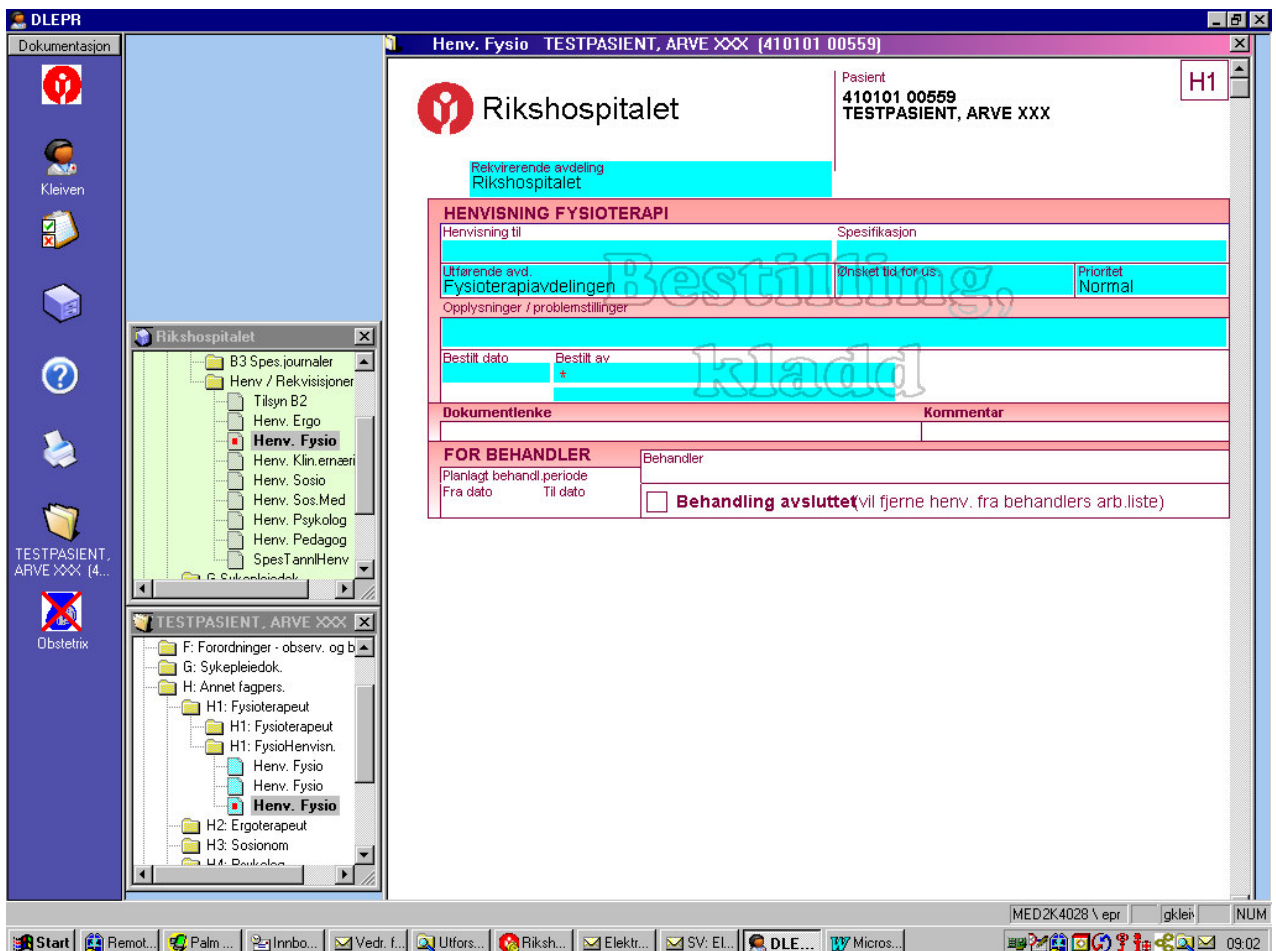 DLEPR
Dokumentasjon
Kleiven
TESTPASIENT,
ARVE XXX (4...
Obstetrix
Rikshospitalet
B3 Spes.journaler
Henv / Rekvisisjoner
Tilsyn B2
Henv. Ergo
Henv. Fysio
Henv. Klin.ernæri
Henv. Sosio
Henv. Sos.Med
Henv. Psykolog
Henv. Pedagog
SpesTannlHenv
G Sykepleiedok
TESTPASIENT, ARVE XXX
F: Forordninger - observ. og b
G: Sykepleiedok.
H: Annet fagpers.
H1: Fysioterapeut
H1: Fysioterapeut
H1: FysioHenvisn.
Henv. Fysio
Henv. Fysio
Henv. Fysio
H2: Ergoterapeut
H3: Sosionom
H4: Psykolog
Henv. Fysio TESTPASIENT, ARVE XXX (410101 00559)
Rikshospitalet
Pasient
410101 00559
TESTPASIENT, ARVE XXX
H1
Rekvirerende avdeling
Rikshospitalet
HENVISNING FYSIOTERAPI
Henvisning til Spesifikasjon
Utførende avd. Ønsket tid for us. Prioritet
Fysioterapiavdelingen Normal
Bestilling,
Opplysninger / problemstillinger
Bestilt dato Bestilt av
*
kladd
Dokumentlenke Kommentar
FOR BEHANDLER Behandler
Planlagt behandl.periode
Fra dato Til dato
Behandling avsluttet(vil fjerne henv. fra behandlers arb.liste)
MED2K4028 \ epr gklei NUM
Start Remot... Palm ... Innbo... Vedr. f... Utfors... Riksh... Elektr... SV: El... DLE... Micros... 09:02